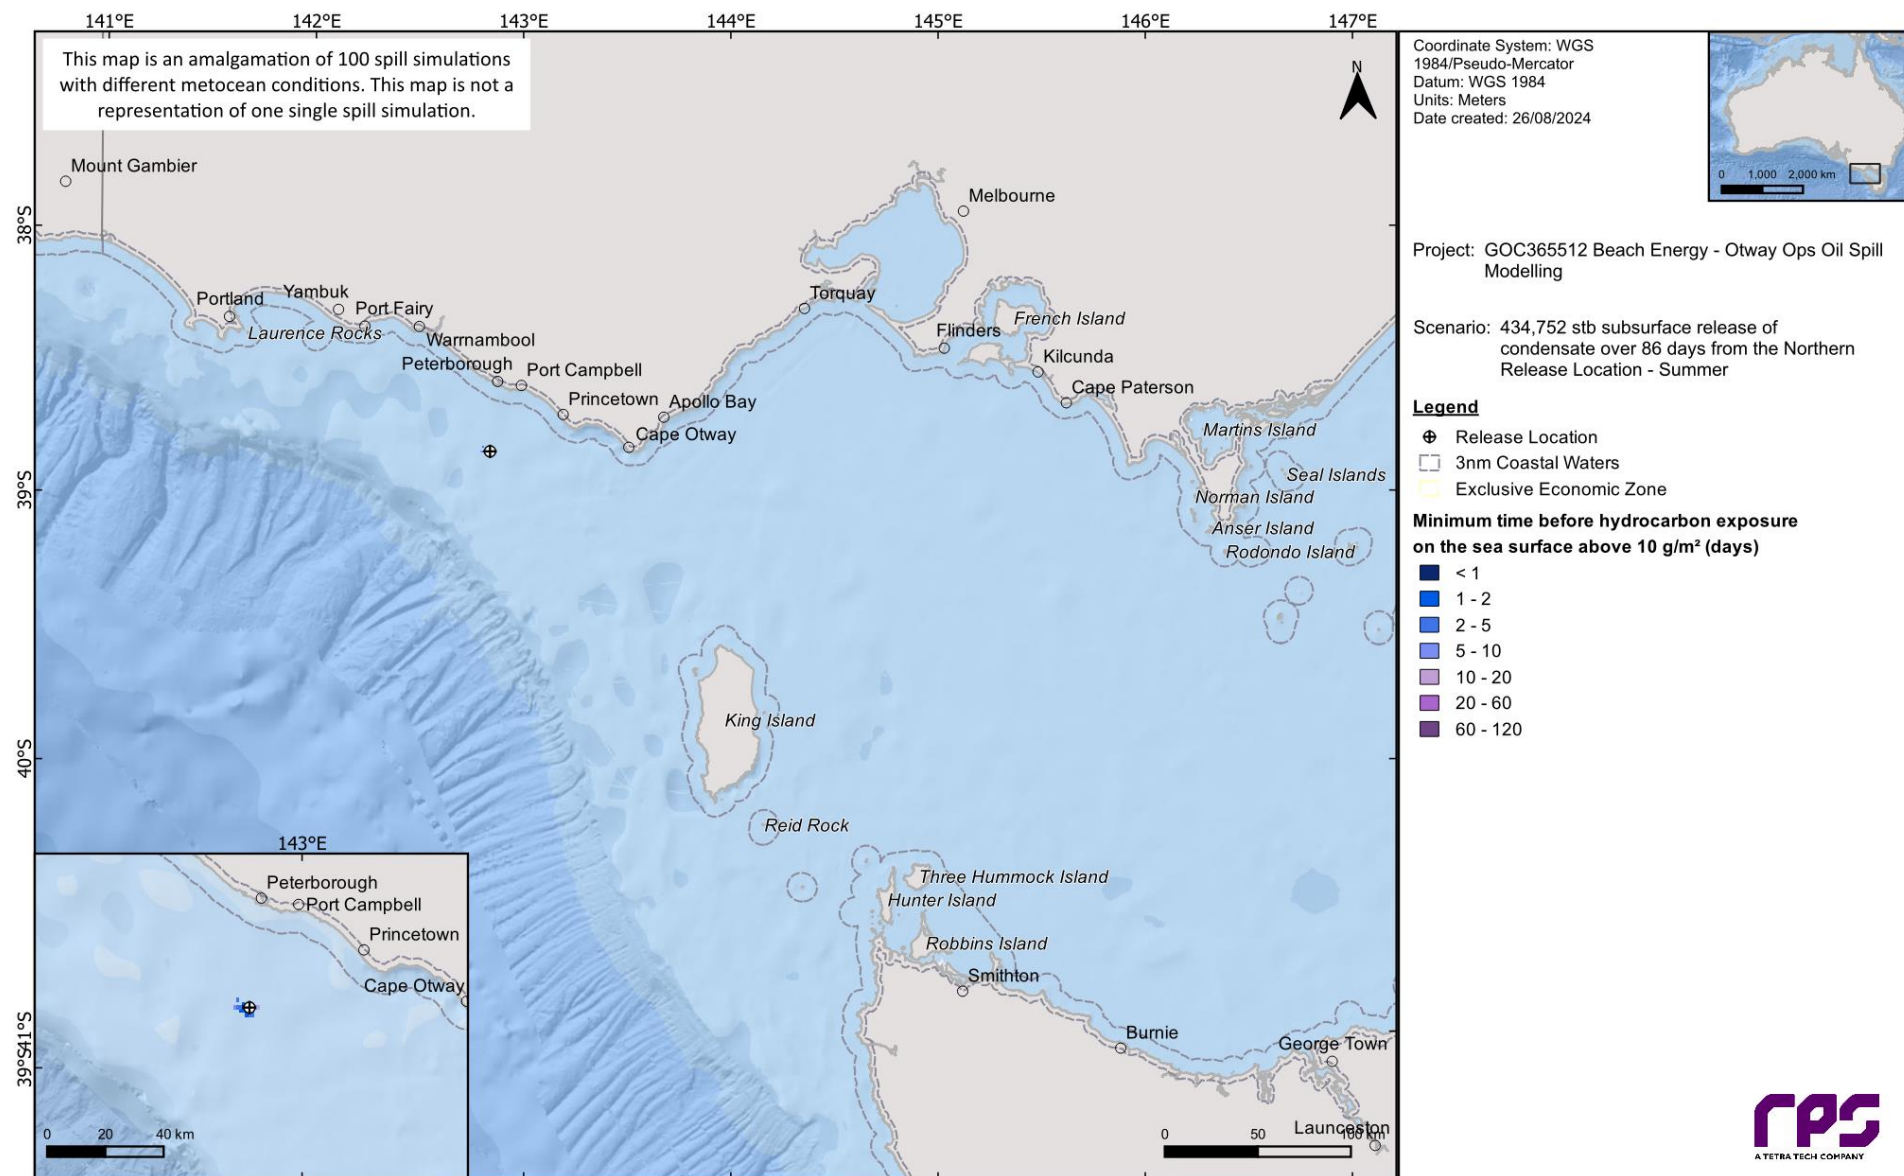 141°E 142°E 143°E 144°E 145°E 146°E 147°E
This map is an amalgamation of 100 spill simulations
with different metocean conditions. This map is not a
representation of one single spill simulation.
N
Mount Gambier
Melbourne
38°S
Portland
Yambuk
Port Fairy
Laurence Rocks
Warrnambool
Torquay
French Island
Flinders
Peterborough
Port Campbell
Kilcunda
Princetown
Apollo Bay
Cape Paterson
Cape Otway
Martins Island
Seal Islands
39°S
Norman Island
Anser Island
Rodondo Island
King Island
40°S
Reid Rock
Three Hummock Island
Hunter Island
Robbins Island
Smithton
41°S
Burnie
George Town
Launceston
0 50 100 km
143°E
Peterborough
Port Campbell
Princetown
Cape Otway
39°S
0 20 40 km
Coordinate System: WGS
1984/Pseudo-Mercator
Datum: WGS 1984
Units: Meters
Date created: 26/08/2024
0 1,000 2,000 km
Project: GOC365512 Beach Energy - Otway Ops Oil Spill
Modelling
Scenario: 434,752 stb subsurface release of
condensate over 86 days from the Northern
Release Location - Summer
Legend
Release Location
3nm Coastal Waters
Exclusive Economic Zone
Minimum time before hydrocarbon exposure
on the sea surface above 10 g/m² (days)
< 1
1 - 2
2 - 5
5 - 10
10 - 20
20 - 60
60 - 120
rps
A TETRA TECH COMPANY